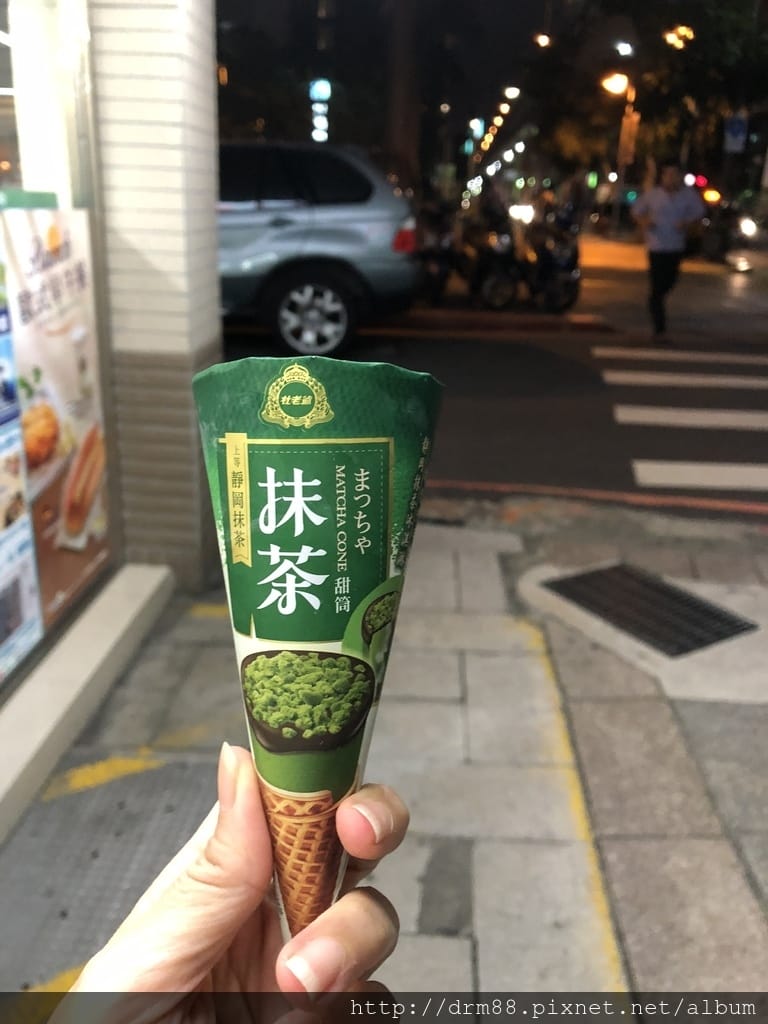 杜老爺
上等
靜岡抹茶
抹茶
まっちゃ
MATCHA CONE 甜筒
http://drm88.pixnet.net/album